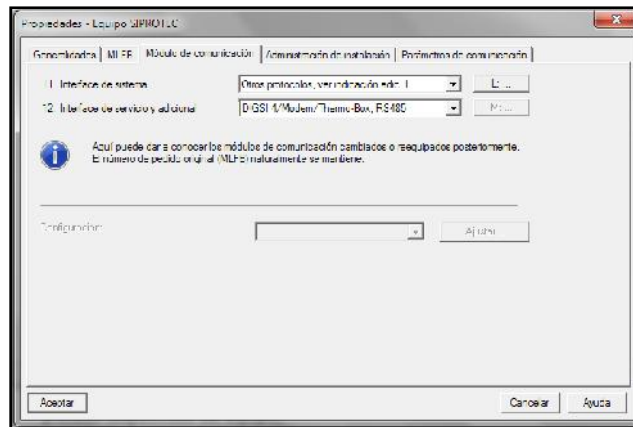 Propiedades - Equipo SIPROTEC
Generalidades MLFB Módulo de comunicación Administración de instalación Parámetros de comunicación
11. Interface de sistema Otros protocolos, ver indicación adic. L L: ...
12. Interface de servicio y adicional DIGSI 4/Modem/Thermo-Box, RS485 M: ...
Aquí puede dar a conocer los módulos de comunicación cambiados o reequipados posteriormente.
El número de pedido original (MLFB) naturalmente se mantiene.
Configuración: Ajustar
Aceptar Cancelar Ayuda